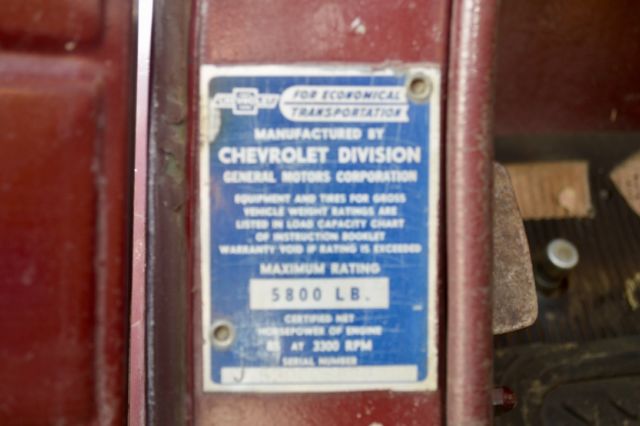 FOR ECONOMICAL
TRANSPORTATION
MANUFACTURED BY
CHEVROLET DIVISION
GENERAL MOTORS CORPORATION
EQUIPMENT AND TIRES FOR GROSS
VEHICLE WEIGHT RATINGS ARE
LISTED IN LOAD CAPACITY CHART
OF INSTRUCTION BOOKLET
WARRANTY VOID IF RATING IS EXCEEDED
MAXIMUM RATING
5800 LB.
CERTIFIED NET
HORSEPOWER OF ENGINE
AT 3300 RPM
SERIAL NUMBER